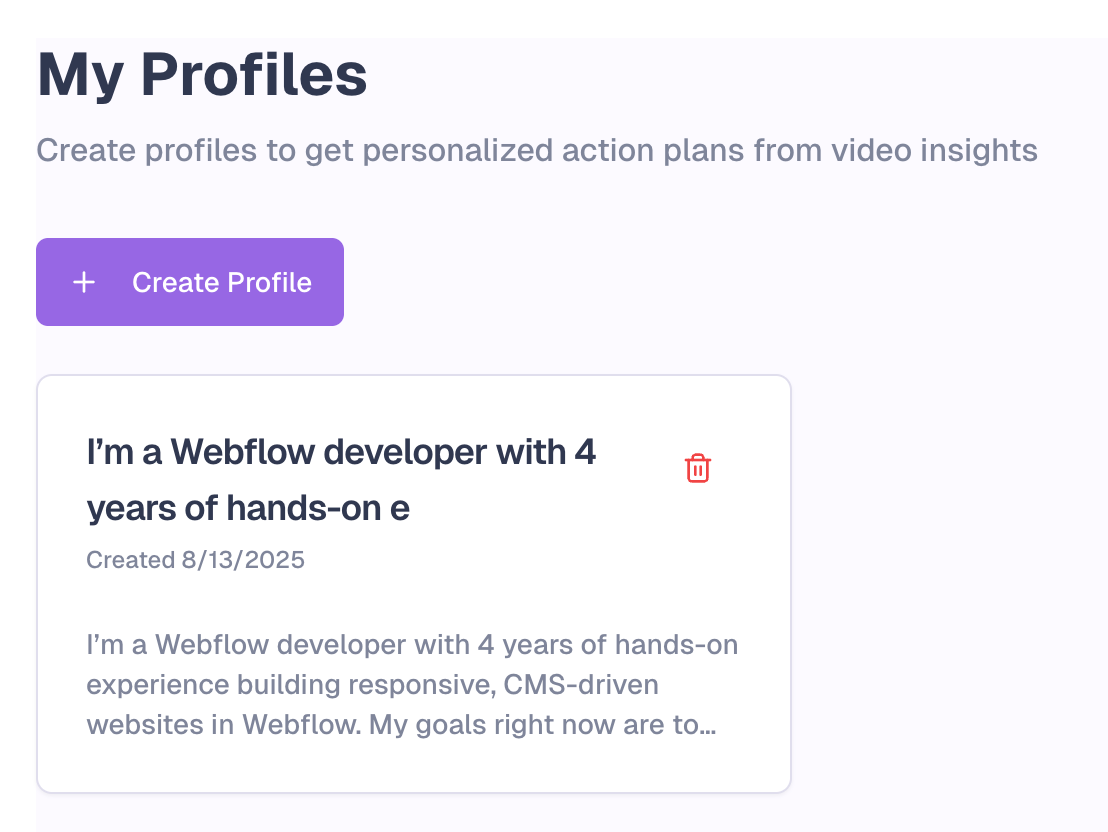 My Profiles
Create profiles to get personalized action plans from video insights
Create Profile
I’m a Webflow developer with 4
years of hands-on e
Created 8/13/2025
I’m a Webflow developer with 4 years of hands-on
experience building responsive, CMS-driven
websites in Webflow. My goals right now are to...